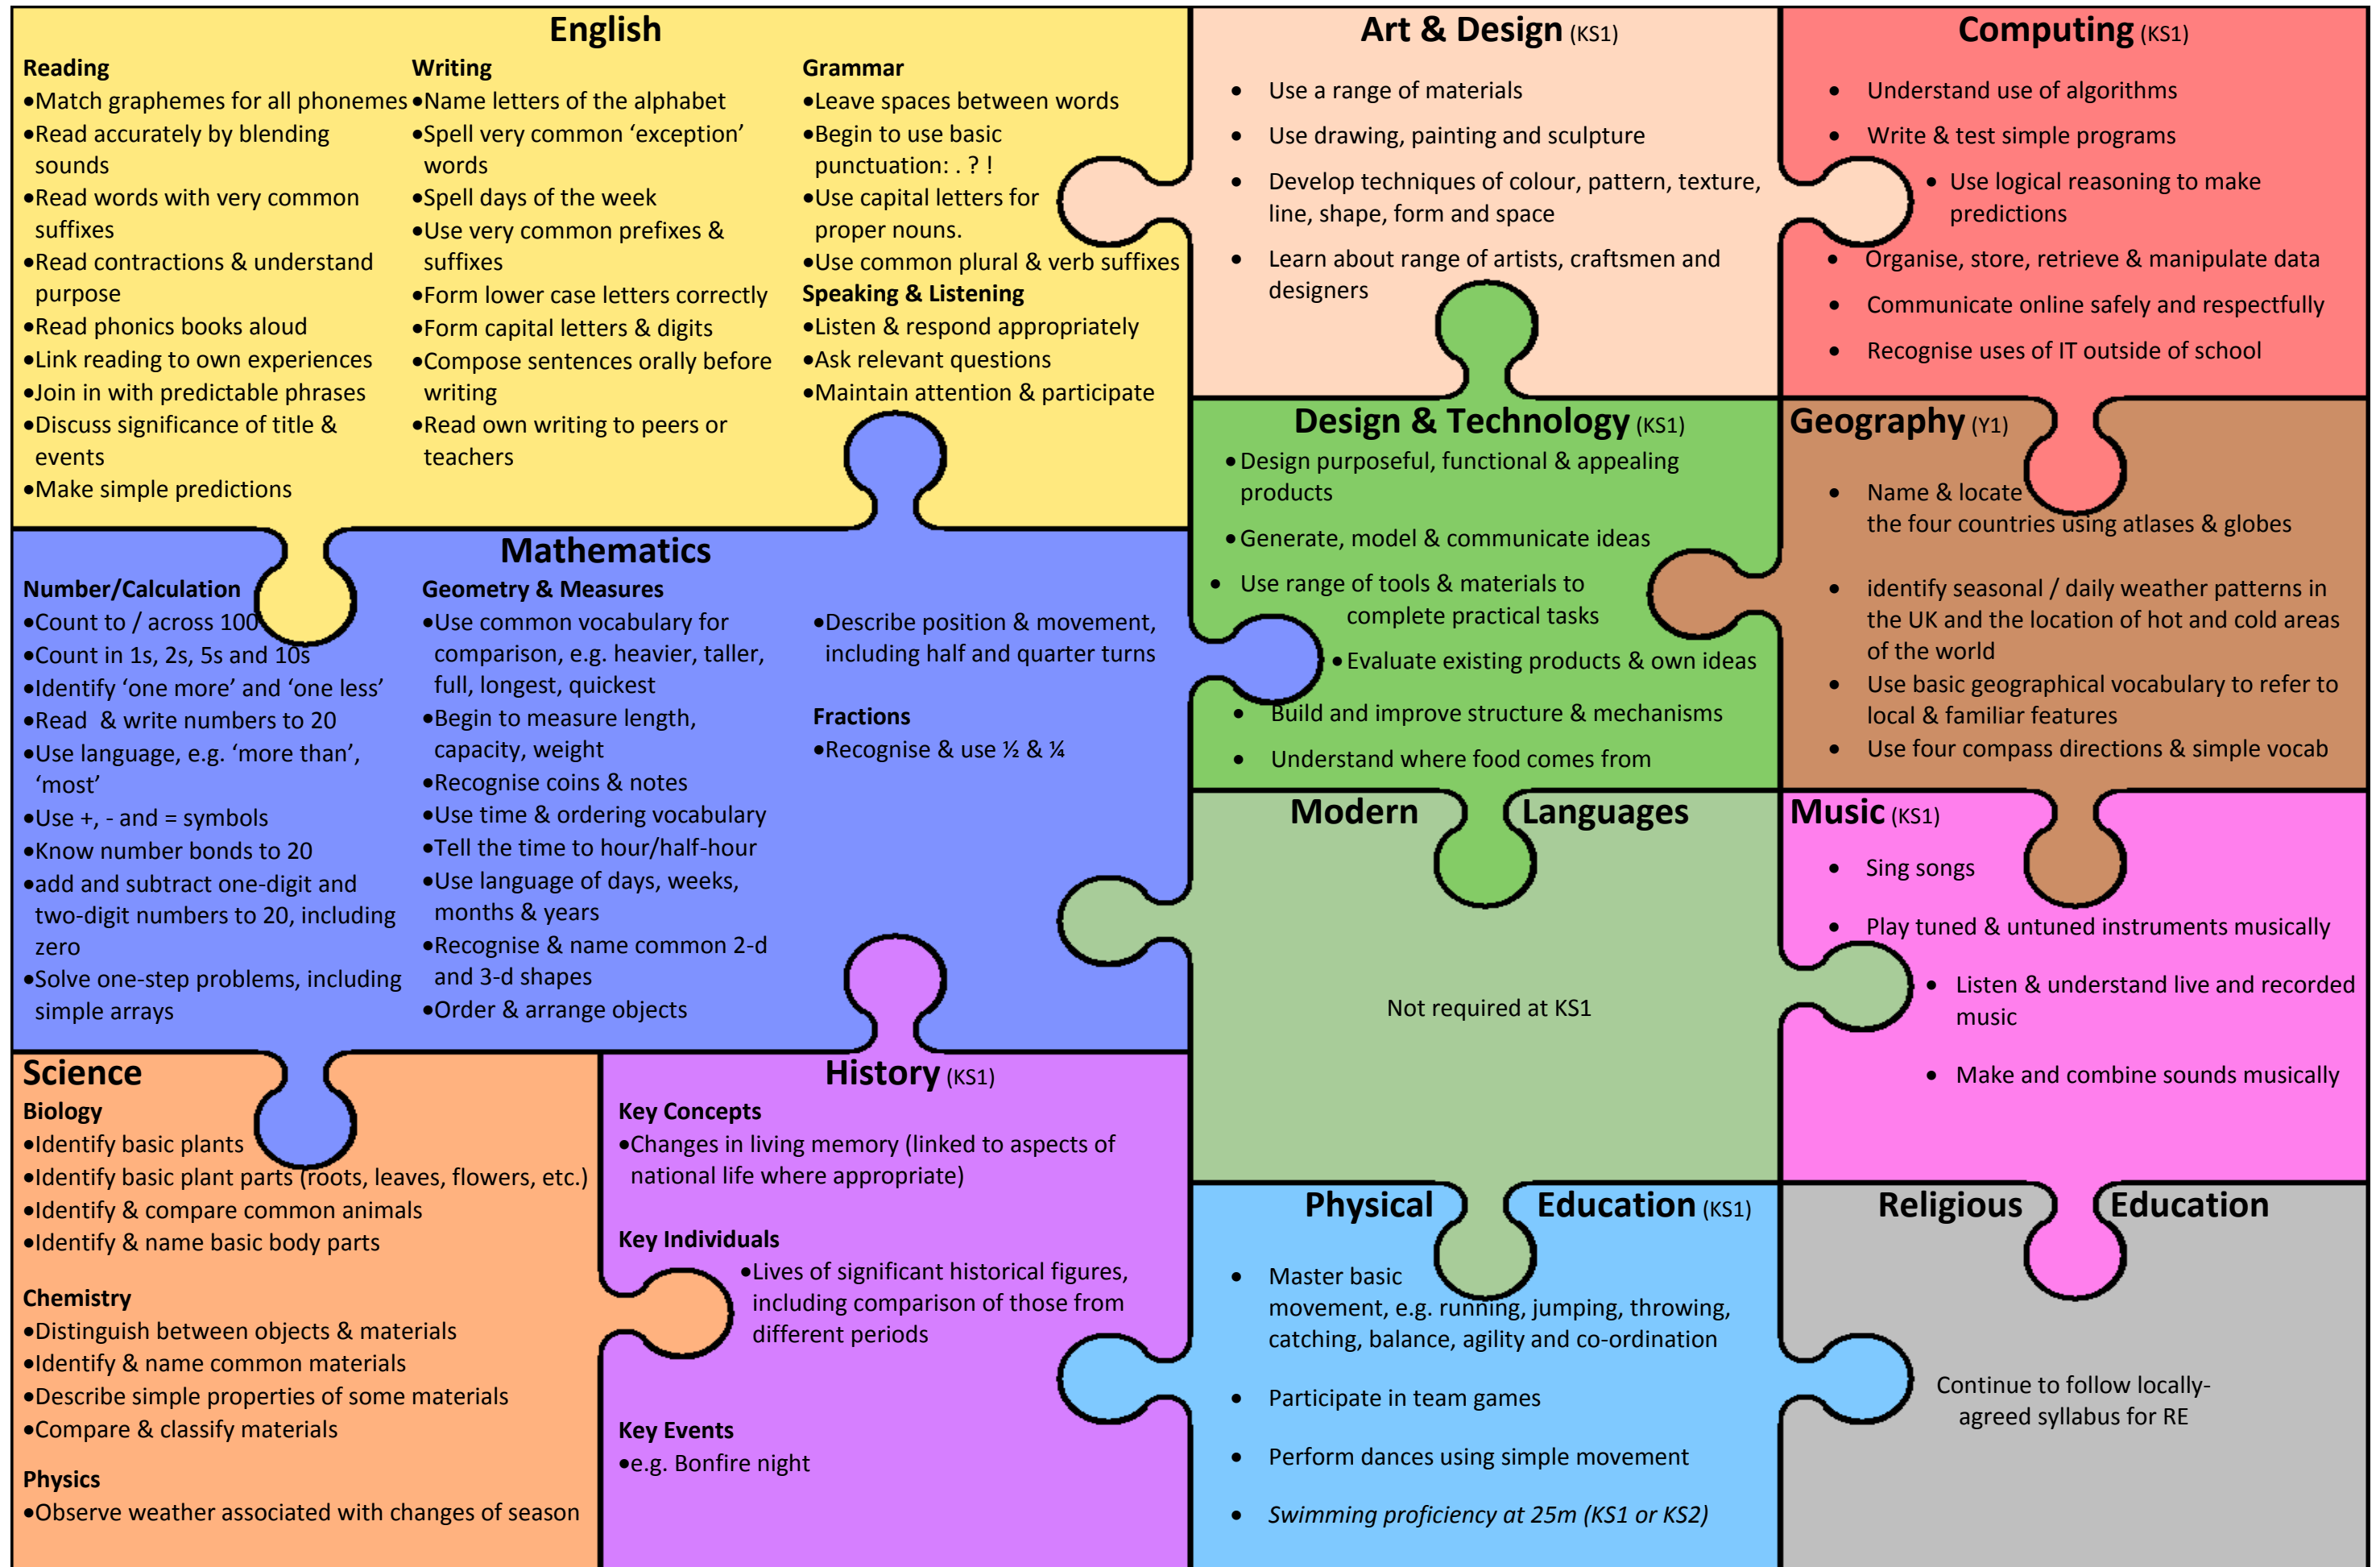 English
Reading
•Match graphemes for all phonemes
•Read accurately by blending
sounds
•Read words with very common
suffixes
•Read contractions & understand
purpose
•Read phonics books aloud
•Link reading to own experiences
•Join in with predictable phrases
•Discuss significance of title &
events
•Make simple predictions
Writing
•Name letters of the alphabet
•Spell very common ‘exception’
words
•Spell days of the week
•Use very common prefixes &
suffixes
•Form lower case letters correctly
•Form capital letters & digits
•Compose sentences orally before
writing
•Read own writing to peers or
teachers
Grammar
•Leave spaces between words
•Begin to use basic
punctuation: . ? !
•Use capital letters for
proper nouns.
•Use common plural & verb suffixes
Speaking & Listening
•Listen & respond appropriately
•Ask relevant questions
•Maintain attention & participate
Art & Design (KS1)
• Use a range of materials
• Use drawing, painting and sculpture
• Develop techniques of colour, pattern, texture,
line, shape, form and space
• Learn about range of artists, craftsmen and
designers
Computing (KS1)
• Understand use of algorithms
• Write & test simple programs
• Use logical reasoning to make
predictions
• Organise, store, retrieve & manipulate data
• Communicate online safely and respectfully
• Recognise uses of IT outside of school
Mathematics
Number/Calculation
•Count to / across 100
•Count in 1s, 2s, 5s and 10s
•Identify ‘one more’ and ‘one less’
•Read & write numbers to 20
•Use language, e.g. ‘more than’,
‘most’
•Use +, - and = symbols
•Know number bonds to 20
•add and subtract one-digit and
two-digit numbers to 20, including
zero
•Solve one-step problems, including
simple arrays
Geometry & Measures
•Use common vocabulary for
comparison, e.g. heavier, taller,
full, longest, quickest
•Begin to measure length,
capacity, weight
•Recognise coins & notes
•Use time & ordering vocabulary
•Tell the time to hour/half-hour
•Use language of days, weeks,
months & years
•Recognise & name common 2-d
and 3-d shapes
•Order & arrange objects
•Describe position & movement,
including half and quarter turns
Fractions
•Recognise & use ½ & ¼
Design & Technology (KS1)
•Design purposeful, functional & appealing
products
•Generate, model & communicate ideas
• Use range of tools & materials to
complete practical tasks
•Evaluate existing products & own ideas
• Build and improve structure & mechanisms
• Understand where food comes from
Geography (Y1)
• Name & locate
the four countries using atlases & globes
• identify seasonal / daily weather patterns in
the UK and the location of hot and cold areas
of the world
• Use basic geographical vocabulary to refer to
local & familiar features
• Use four compass directions & simple vocab
Modern Languages
Not required at KS1
Music (KS1)
• Sing songs
• Play tuned & untuned instruments musically
• Listen & understand live and recorded
music
• Make and combine sounds musically
Science
Biology
•Identify basic plants
•Identify basic plant parts (roots, leaves, flowers, etc.)
•Identify & compare common animals
•Identify & name basic body parts
Chemistry
•Distinguish between objects & materials
•Identify & name common materials
•Describe simple properties of some materials
•Compare & classify materials
Physics
•Observe weather associated with changes of season
History (KS1)
Key Concepts
•Changes in living memory (linked to aspects of
national life where appropriate)
Key Individuals
•Lives of significant historical figures,
including comparison of those from
different periods
Key Events
•e.g. Bonfire night
Physical Education (KS1)
• Master basic
movement, e.g. running, jumping, throwing,
catching, balance, agility and co-ordination
• Participate in team games
• Perform dances using simple movement
• Swimming proficiency at 25m (KS1 or KS2)
Religious Education
Continue to follow locally-
agreed syllabus for RE